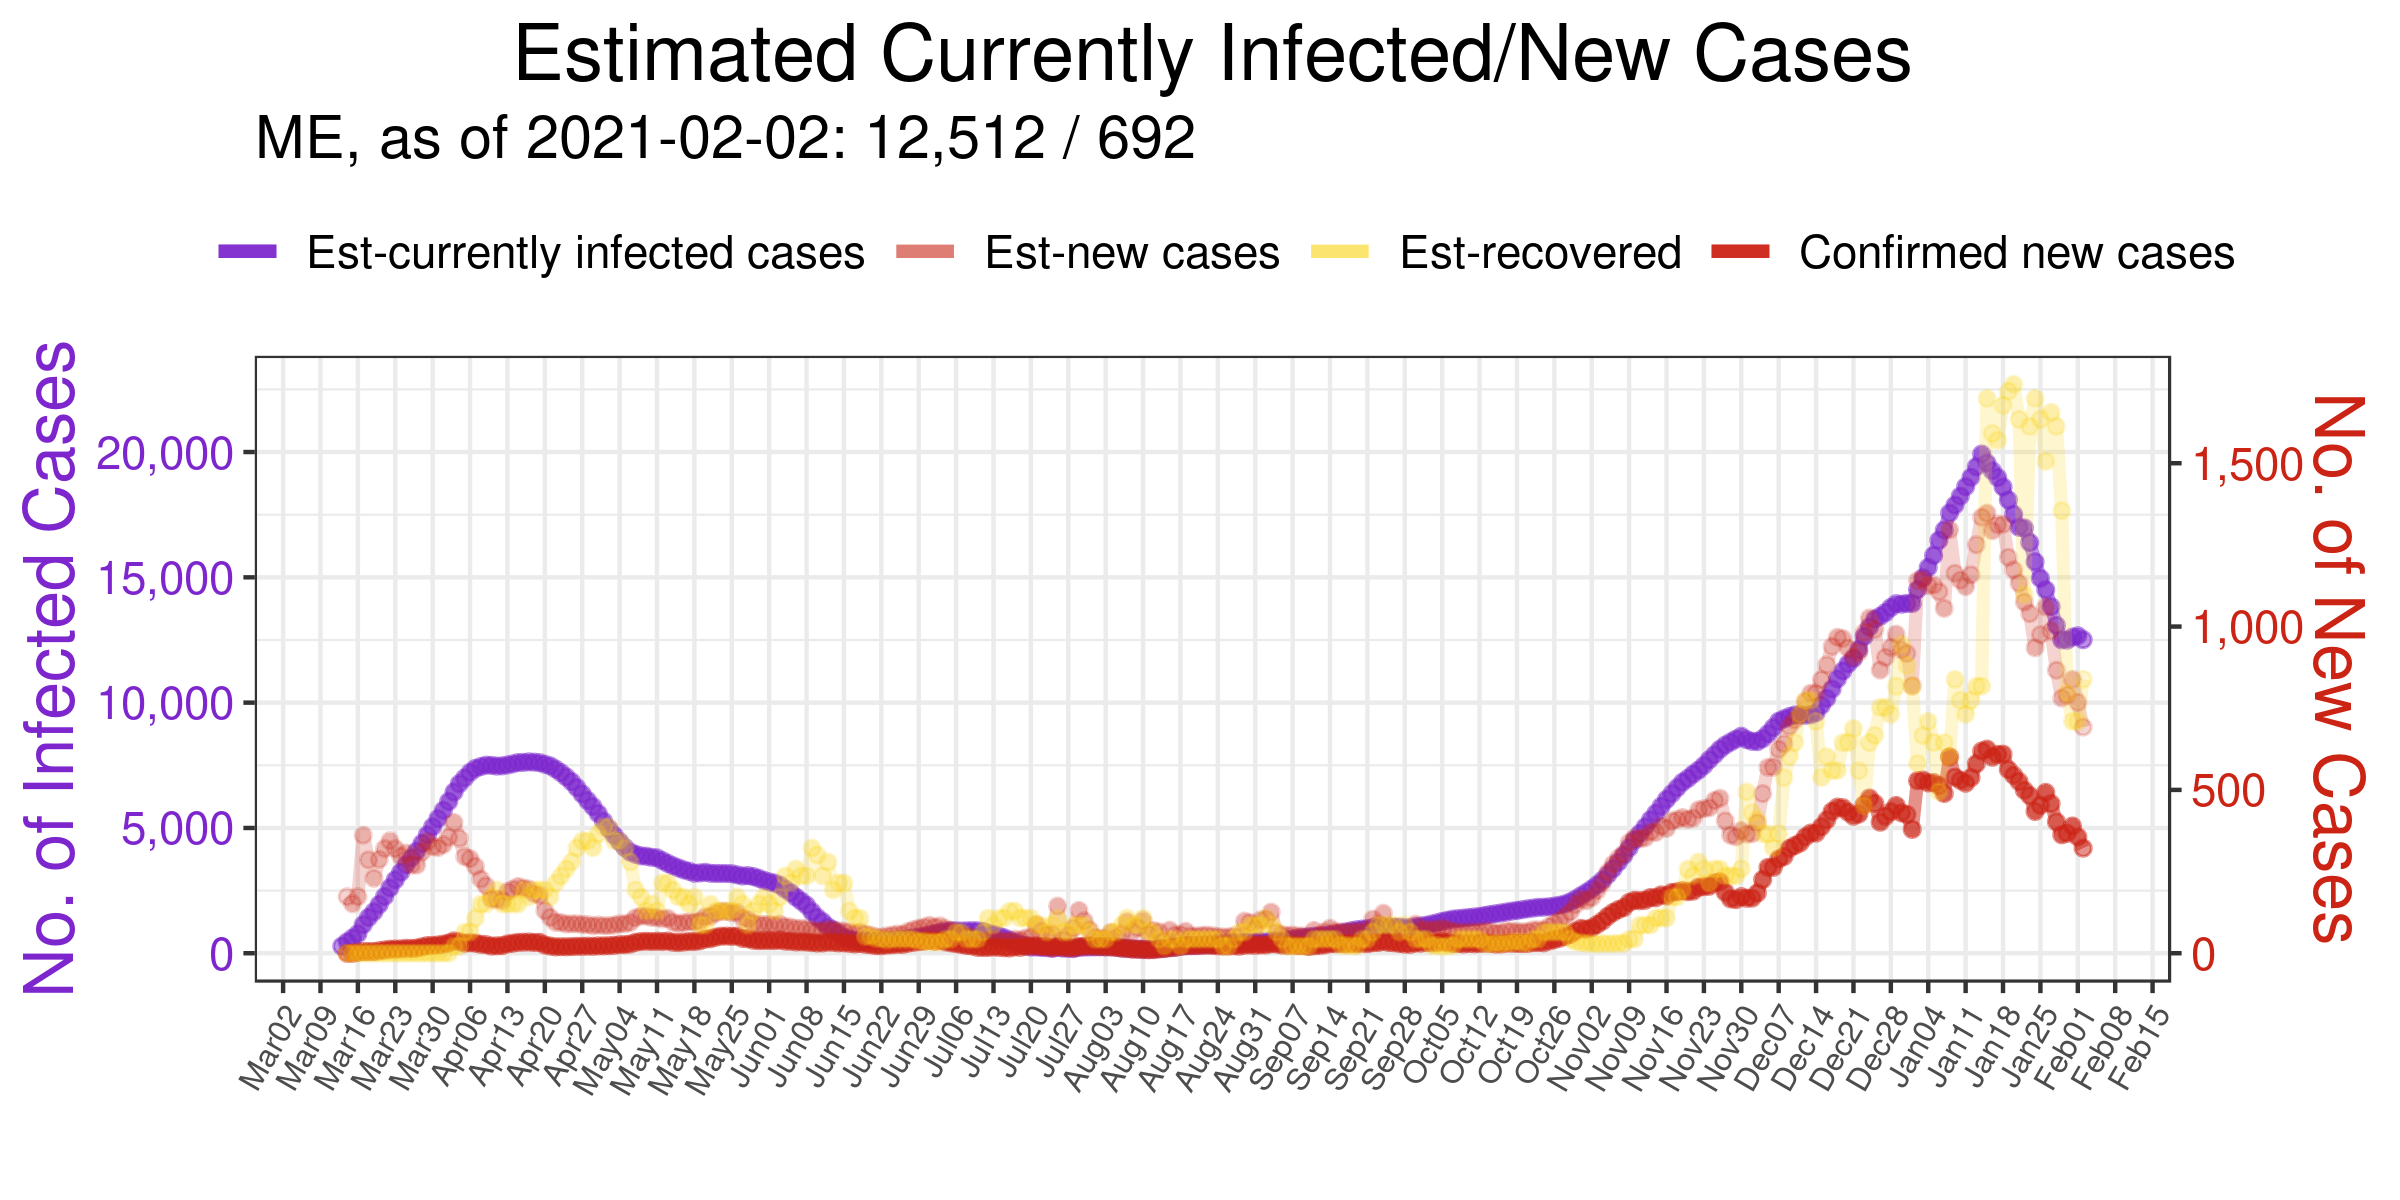 Estimated Currently Infected/New Cases
ME, as of 2021-02-02: 12,512 / 692
Est-currently infected cases Est-new cases Est-recovered Confirmed new cases
No. of Infected Cases
20,000
15,000
10,000
5,000
0
1,500
1,000
500
0
No. of New Cases
Mar02 Mar09 Mar16 Mar23 Mar30 Apr06 Apr13 Apr20 Apr27 May04 May11 May18 May25 Jun01 Jun08 Jun15 Jun22 Jun29 Jul06 Jul13 Jul20 Jul27 Aug03 Aug10 Aug17 Aug24 Aug31 Sep07 Sep14 Sep21 Sep28 Oct05 Oct12 Oct19 Oct26 Nov02 Nov09 Nov16 Nov23 Nov30 Dec07 Dec14 Dec21 Dec28 Jan04 Jan11 Jan18 Jan25 Feb01 Feb08 Feb15